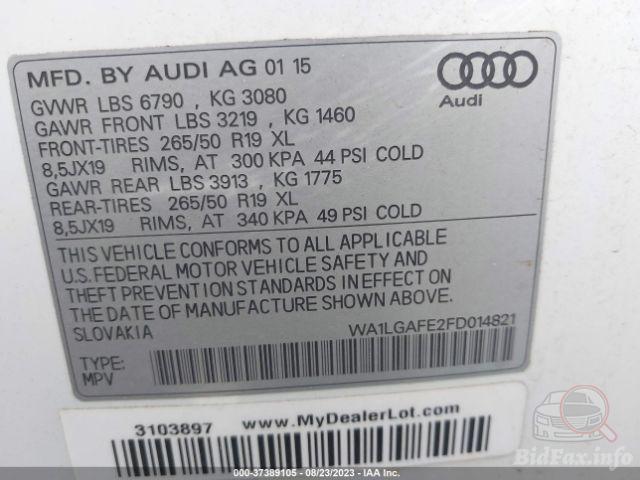 MFD. BY AUDI AG 01 15
GVWR LBS 6790 , KG 3080
GAWR FRONT LBS 3219 , KG 1460
FRONT-TIRES 265/50 R19 XL
8,5JX19 RIMS, AT 300 KPA 44 PSI COLD
GAWR REAR LBS 3913 , KG 1775
REAR-TIRES 265/50 R19 XL
8,5JX19 RIMS, AT 340 KPA 49 PSI COLD
Audi
THIS VEHICLE CONFORMS TO ALL APPLICABLE
U.S. FEDERAL MOTOR VEHICLE SAFETY AND
THEFT PREVENTION STANDARDS IN EFFECT ON
THE DATE OF MANUFACTURE SHOWN ABOVE.
SLOVAKIA WA1LGAFE2FD014821
TYPE:
MPV
3103897 www.MyDealerLot.com
BidFax.info
000-37389105 - 08/23/2023 - IAA Inc.